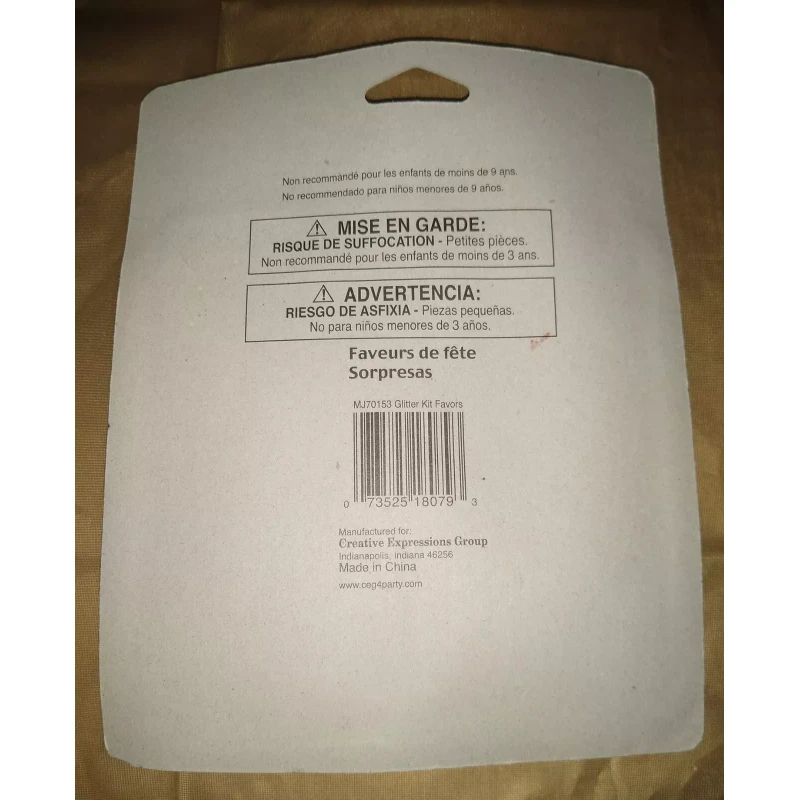 Non recommandé pour les enfants de moins de 9 ans.
No recomendado para niños menores de 9 años.
⚠ MISE EN GARDE:
RISQUE DE SUFFOCATION - Petites pièces.
Non recommandé pour les enfants de moins de 3 ans.
⚠ ADVERTENCIA:
RIESGO DE ASFIXIA - Piezas pequeñas.
No para niños menores de 3 años.
Faveurs de fête
Sorpresas
MJ70153 Glitter Kit Favors
0 73525 18079 3
Manufactured for:
Creative Expressions Group
Indianapolis, Indiana 46256
Made in China
www.ceg4party.com